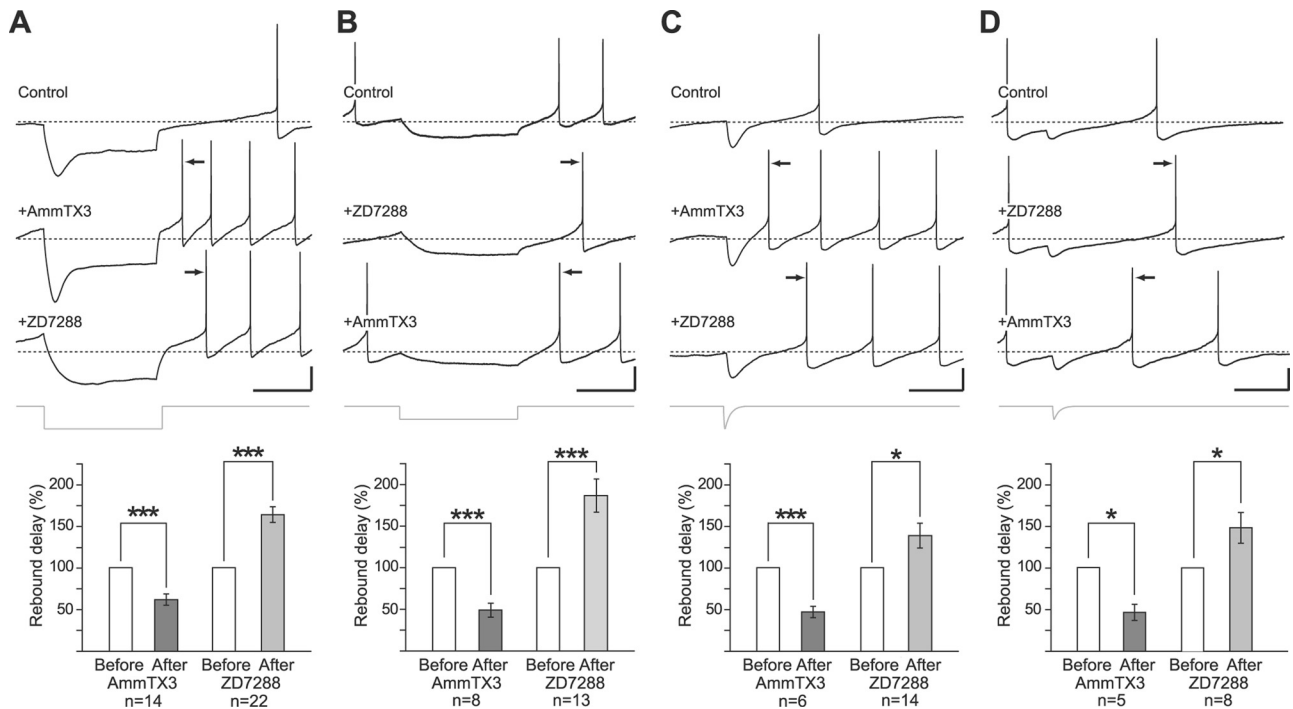 A
Control
+AmmTX3
+ZD7288
Rebound delay (%)
200
150
100
50
***
***
Before After
AmmTX3
n=14
Before After
ZD7288
n=22
B
Control
+ZD7288
+AmmTX3
Rebound delay (%)
200
150
100
50
***
***
Before After
AmmTX3
n=8
Before After
ZD7288
n=13
C
Control
+AmmTX3
+ZD7288
Rebound delay (%)
200
150
100
50
***
*
Before After
AmmTX3
n=6
Before After
ZD7288
n=14
D
Control
+ZD7288
+AmmTX3
Rebound delay (%)
200
150
100
50
*
*
Before After
AmmTX3
n=5
Before After
ZD7288
n=8